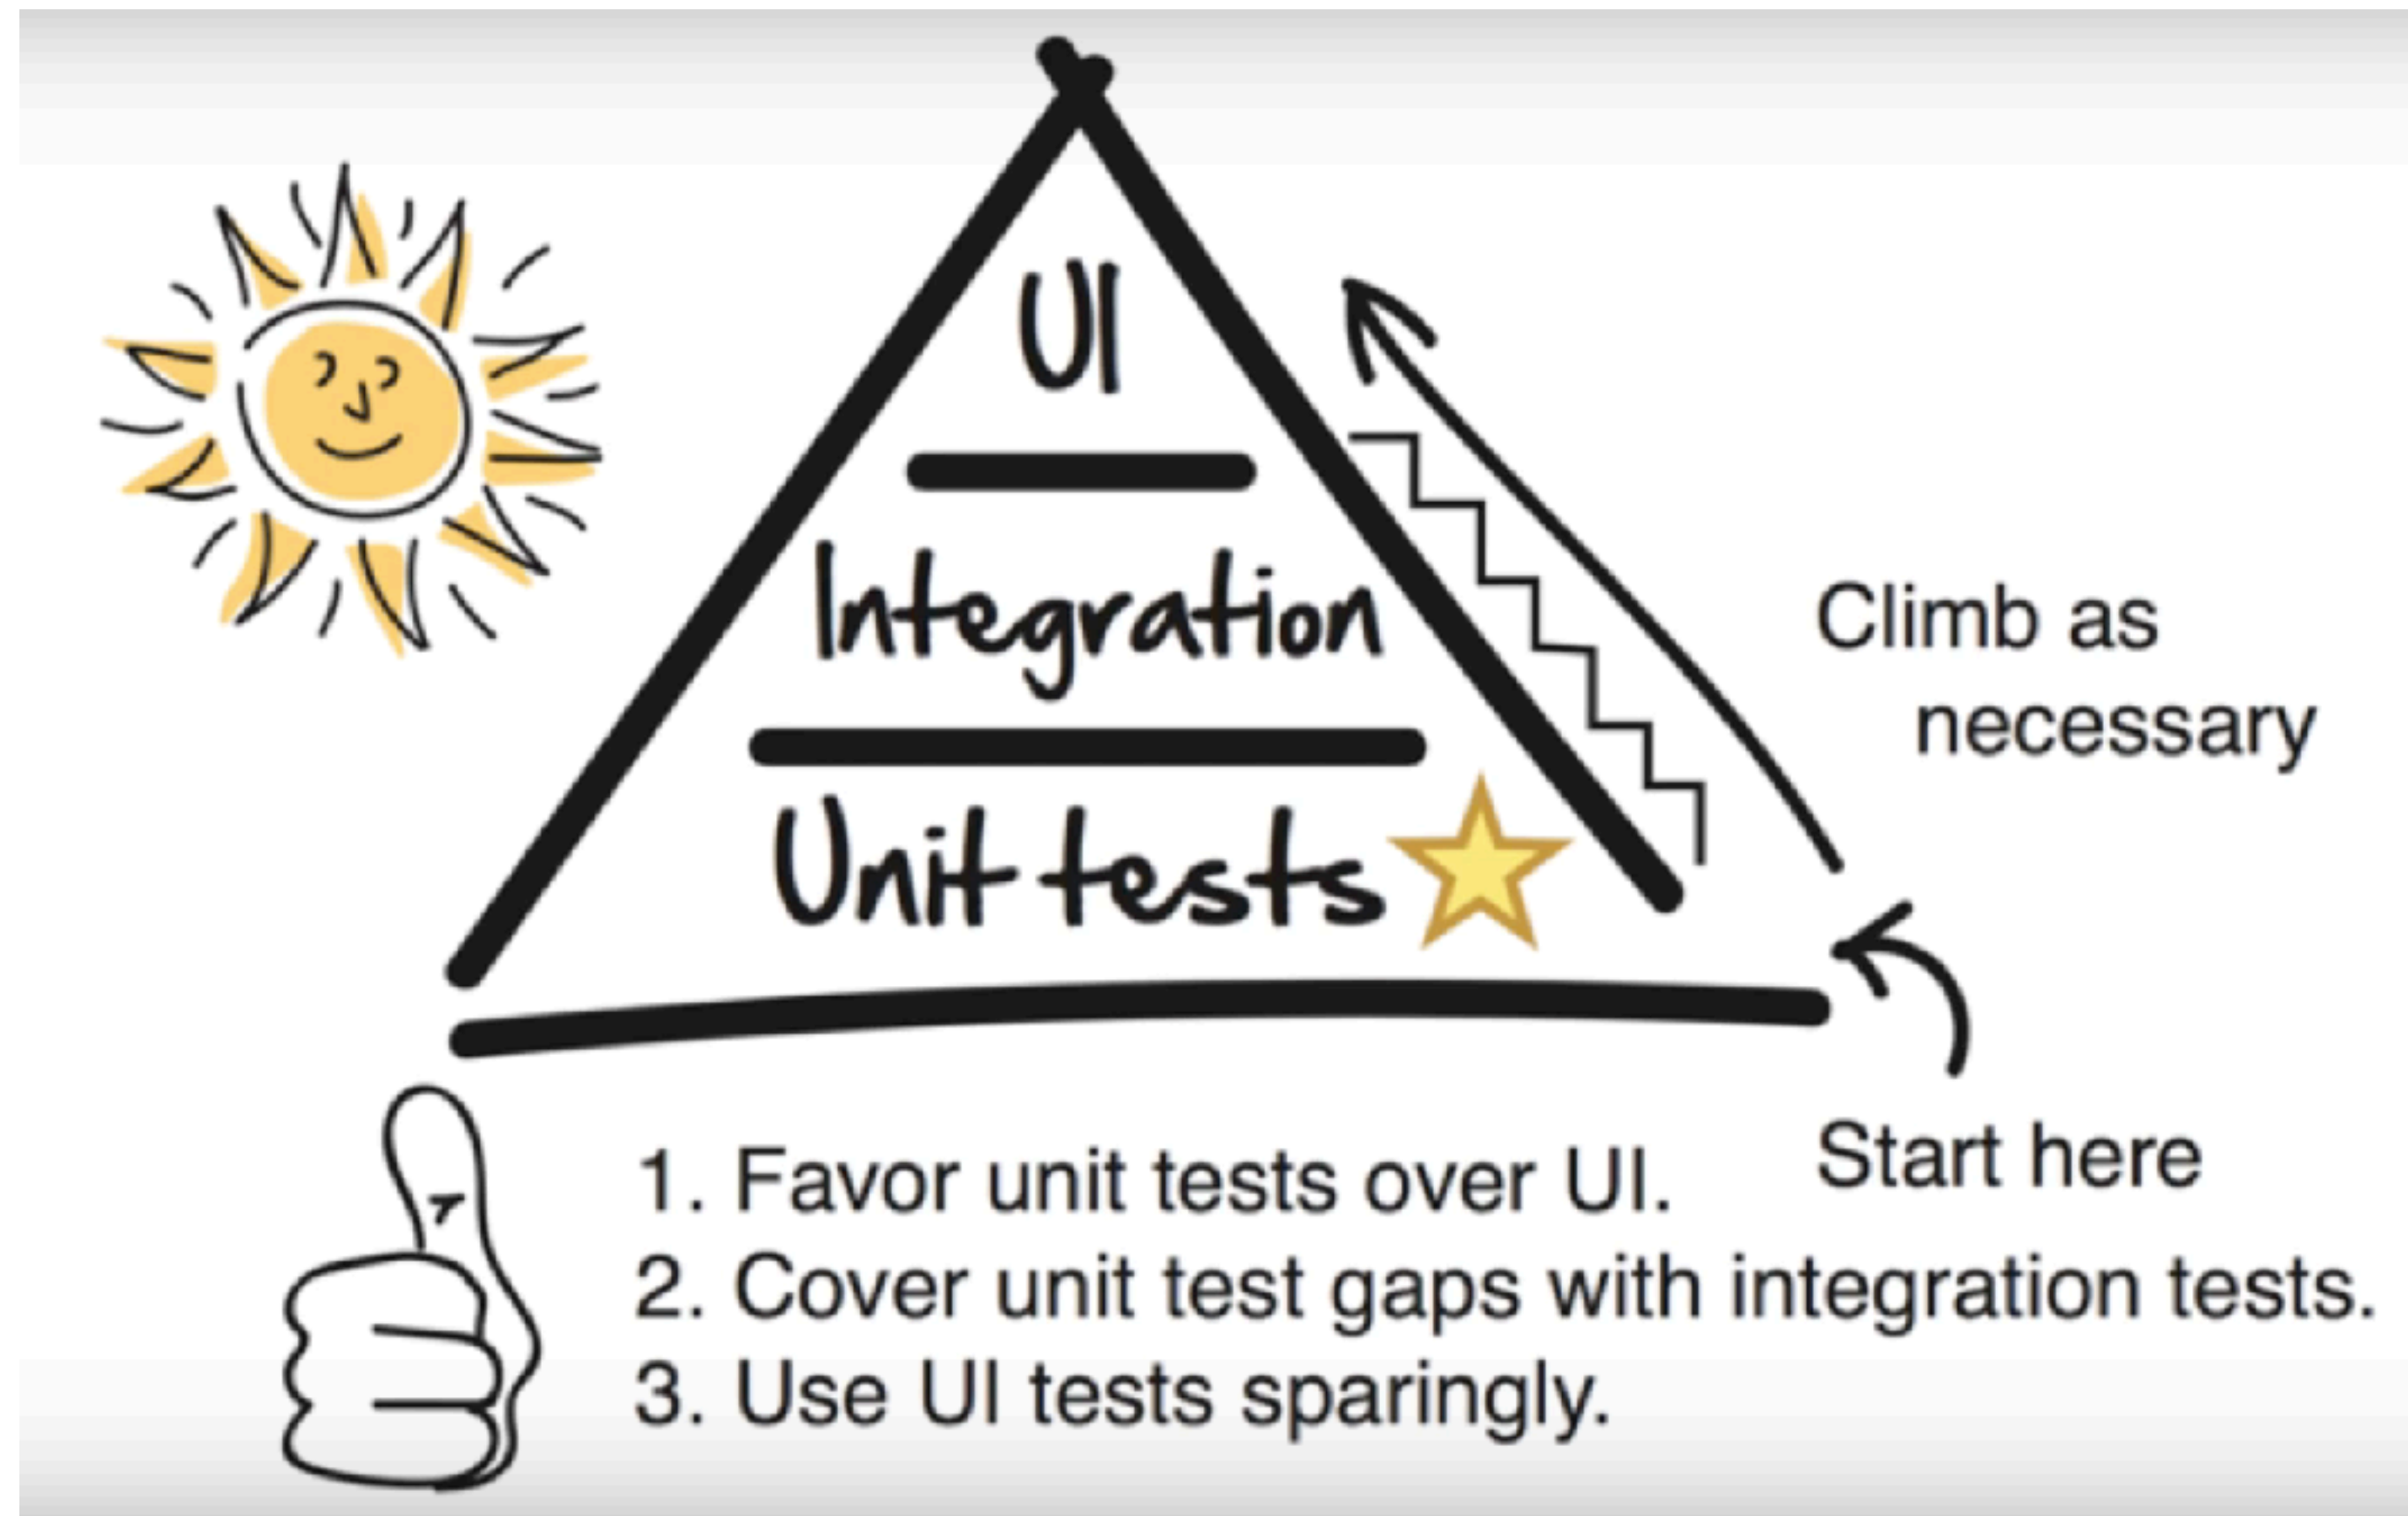 UI
Integration
Unit tests
Climb as
necessary
Start here
1. Favor unit tests over UI.
2. Cover unit test gaps with integration tests.
3. Use UI tests sparingly.